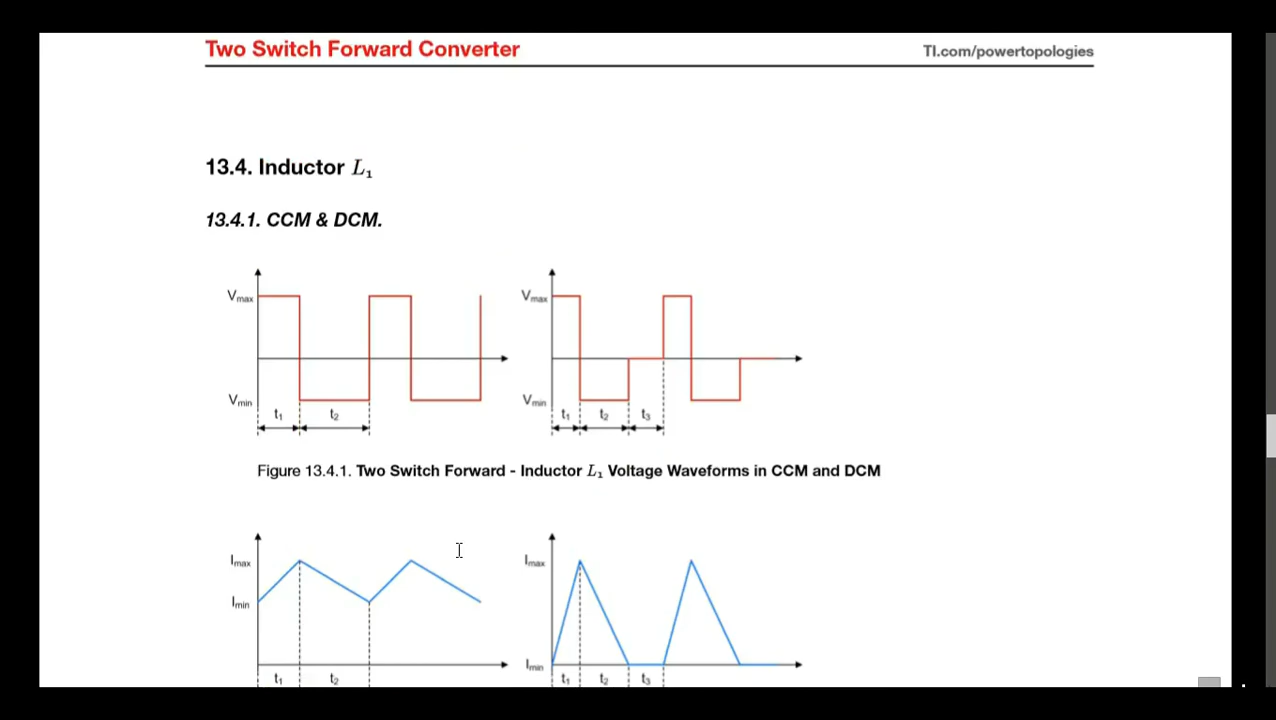 Two Switch Forward Converter TI.com/powertopologies
13.4. Inductor L₁
13.4.1. CCM & DCM.
Vmax Vmax
Vmin Vmin
t₁ t₂ t₁ t₂ t₃
Figure 13.4.1. Two Switch Forward - Inductor L₁ Voltage Waveforms in CCM and DCM
Imax Imax
Imin
Imin
t₁ t₂ t₁ t₂ t₃